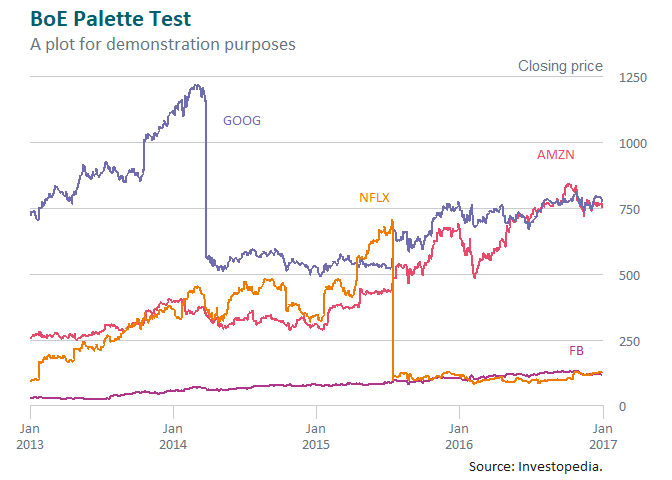 BoE Palette Test
A plot for demonstration purposes
Closing price
1250
GOOG
1000
AMZN
NFLX
750
500
FB
250
0
Jan Jan Jan Jan Jan
2013 2014 2015 2016 2017
Source: Investopedia.